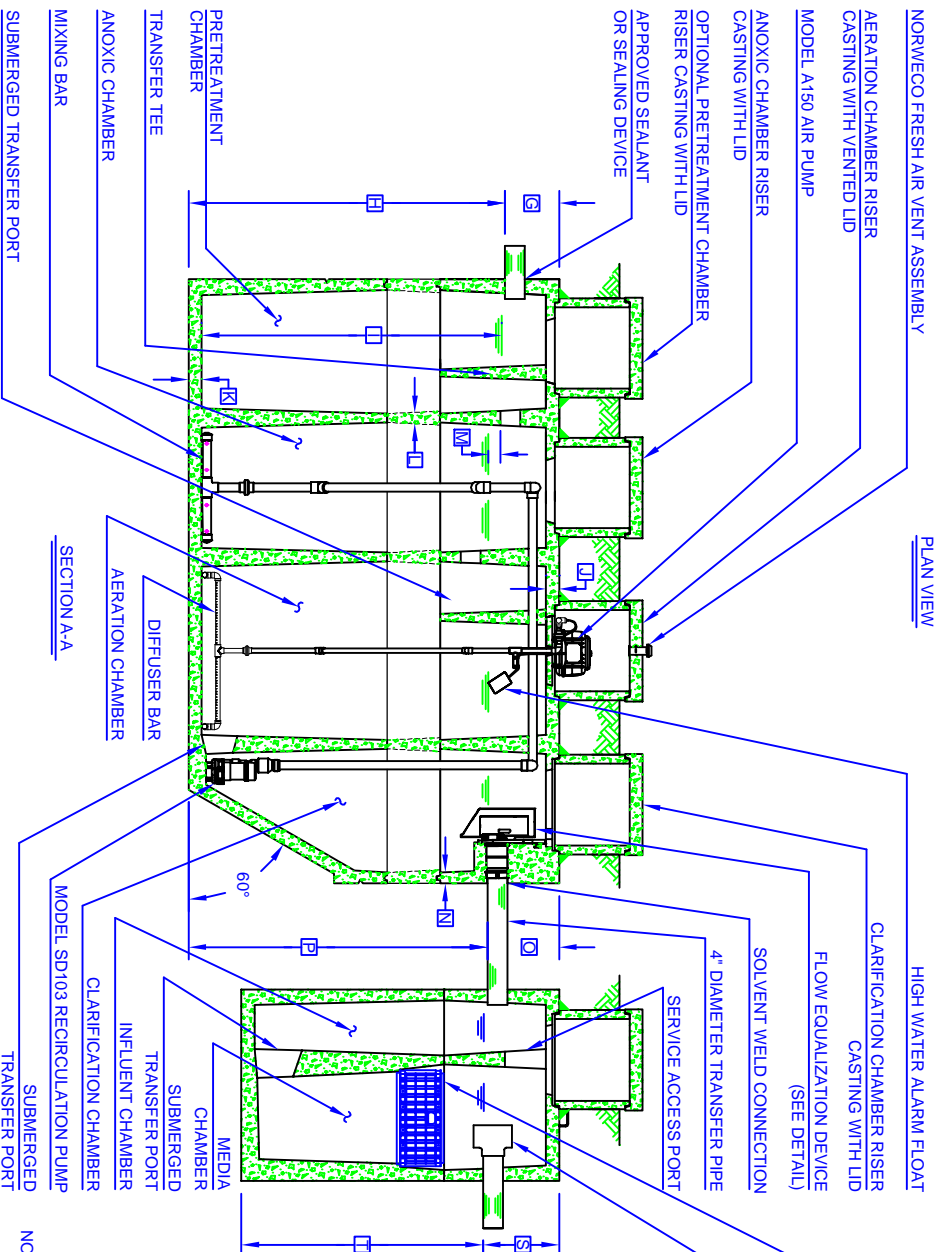 PLAN VIEW
NORWECO FRESH AIR VENT ASSEMBLY
AERATION CHAMBER RISER
CASTING WITH VENTED LID
MODEL A150 AIR PUMP
ANOXIC CHAMBER RISER
CASTING WITH LID
OPTIONAL PRETREATMENT CHAMBER
RISER CASTING WITH LID
APPROVED SEALANT
OR SEALING DEVICE
PRETREATMENT
CHAMBER
TRANSFER TEE
ANOXIC CHAMBER
MIXING BAR
SUBMERGED TRANSFER PORT
HIGH WATER ALARM FLOAT
CLARIFICATION CHAMBER RISER
CASTING WITH LID
FLOW EQUALIZATION DEVICE
(SEE DETAIL)
SOLVENT WELD CONNECTION
4" DIAMETER TRANSFER PIPE
SERVICE ACCESS PORT
G
H
I
J
K
L
M
N
O
P
S
T
60°
SECTION A-A
AERATION CHAMBER
DIFFUSER BAR
MEDIA
CHAMBER
SUBMERGED
TRANSFER PORT
INFLUENT CHAMBER
CLARIFICATION CHAMBER
MODEL SD103 RECIRCULATION PUMP
SUBMERGED
TRANSFER PORT
NO